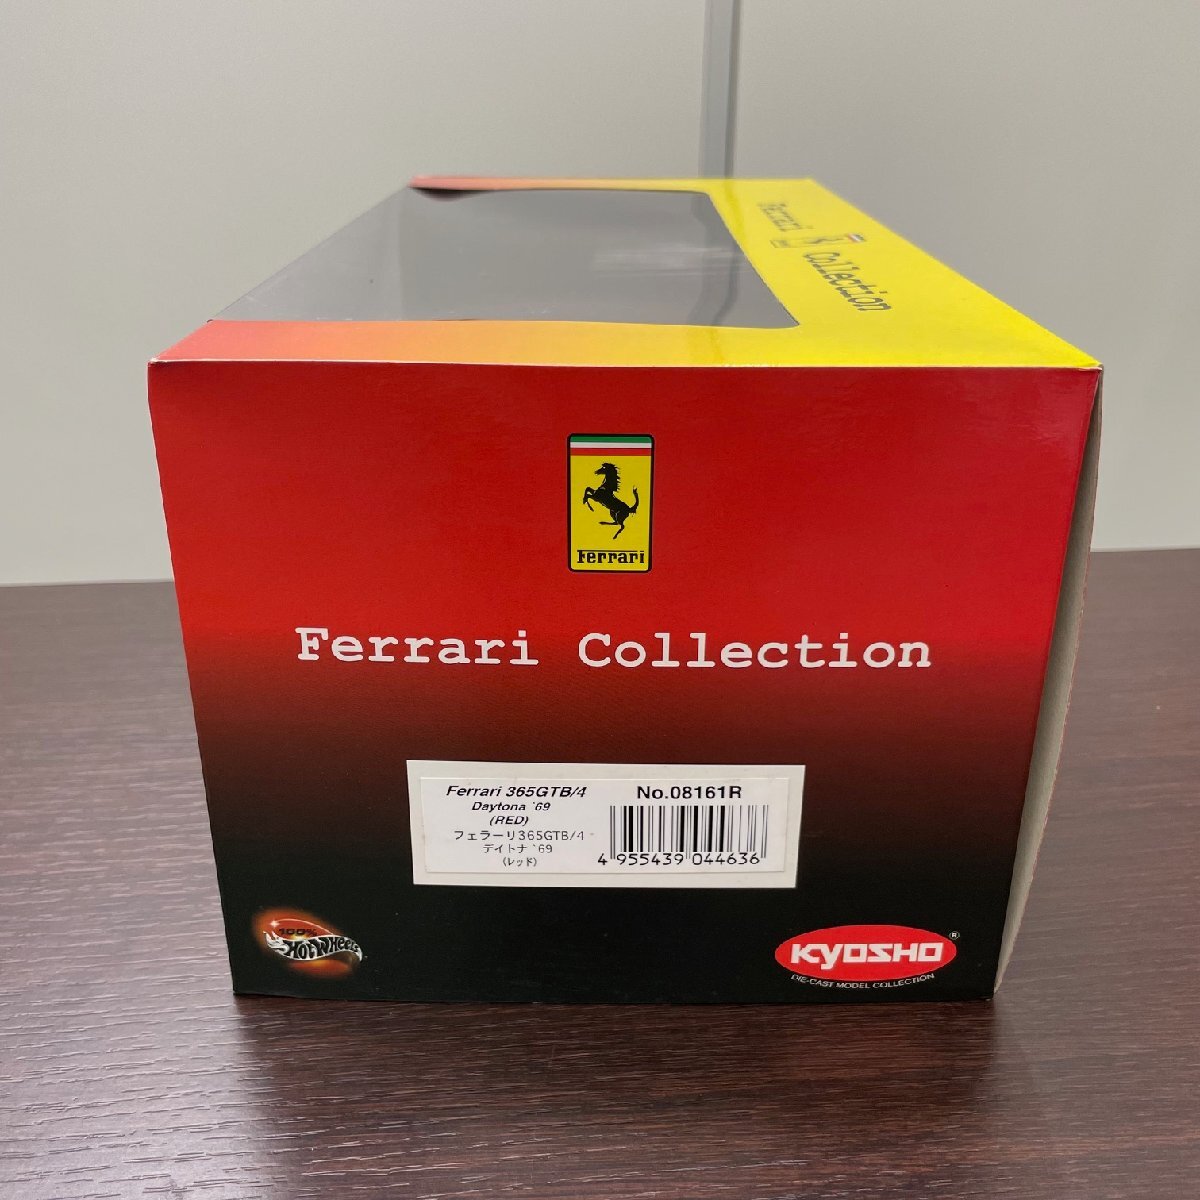 Ferrari Collection
Ferrari
Ferrari Collection
Ferrari 365GTB/4
Daytona `69
(RED)
フェラーリ365GTB/4
デイトナ `69
(レッド)
No.08161R
4 955439 044636
100%
HOT WHEELS
KYOSHO ®
DIE-CAST MODEL COLLECTION